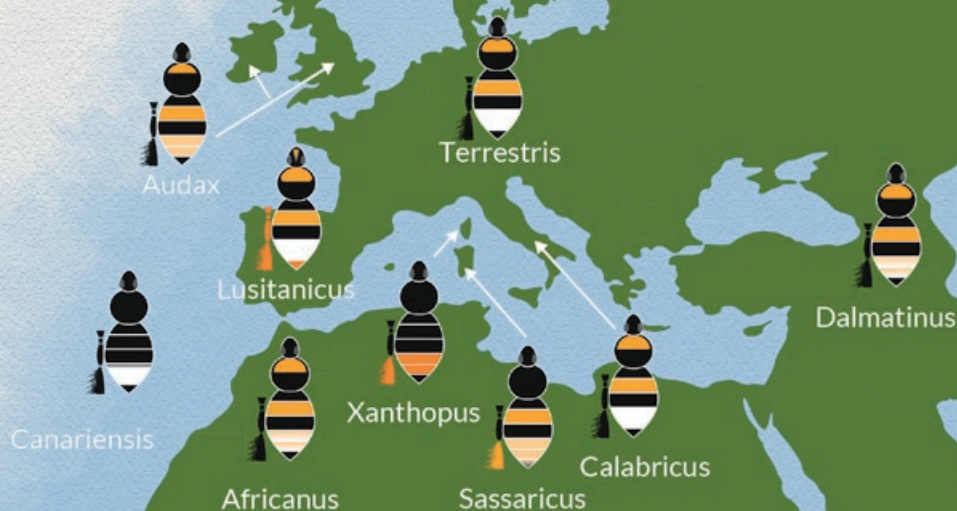 Terrestris
Audax
Lusitanicus
Dalmatinus
Xanthopus
Canariensis
Calabricus
Africanus
Sassaricus